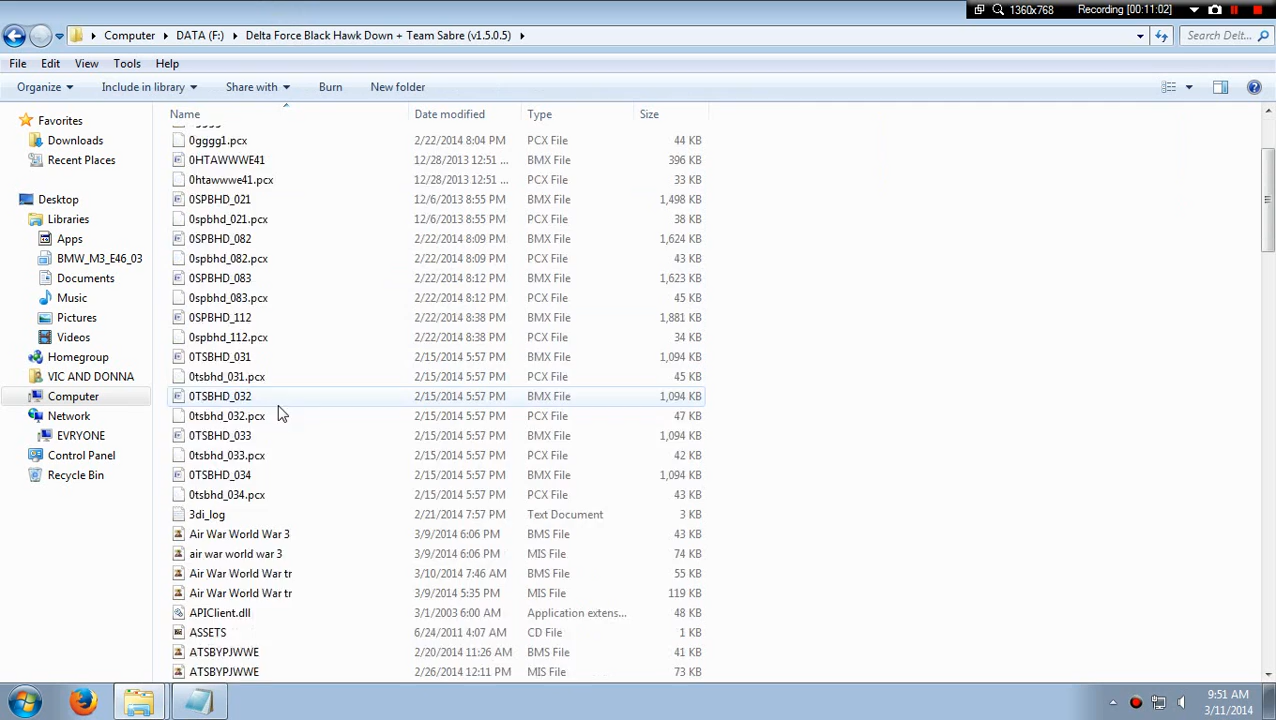 1360x768 Recording [00:11:02]
Computer DATA (F:) Delta Force Black Hawk Down + Team Sabre (v1.5.0.5) Search Delt...
File Edit View Tools Help
Organize Include in library Share with Burn New folder
Name Date modified Type Size
Favorites
Downloads
Recent Places
Desktop
Libraries
Apps
BMW_M3_E46_03
Documents
Music
Pictures
Videos
Homegroup
VIC AND DONNA
Computer
Network
EVRYONE
Control Panel
Recycle Bin
0gggg1.pcx 2/22/2014 8:04 PM PCX File 44 KB
0HTAWWWE41 12/28/2013 12:51 ... BMX File 396 KB
0htawwwe41.pcx 12/28/2013 12:51 ... PCX File 33 KB
0SPBHD_021 12/6/2013 8:55 PM BMX File 1,498 KB
0spbhd_021.pcx 12/6/2013 8:55 PM PCX File 38 KB
0SPBHD_082 2/22/2014 8:09 PM BMX File 1,624 KB
0spbhd_082.pcx 2/22/2014 8:09 PM PCX File 43 KB
0SPBHD_083 2/22/2014 8:12 PM BMX File 1,623 KB
0spbhd_083.pcx 2/22/2014 8:12 PM PCX File 45 KB
0SPBHD_112 2/22/2014 8:38 PM BMX File 1,881 KB
0spbhd_112.pcx 2/22/2014 8:38 PM PCX File 34 KB
0TSBHD_031 2/15/2014 5:57 PM BMX File 1,094 KB
0tsbhd_031.pcx 2/15/2014 5:57 PM PCX File 45 KB
0TSBHD_032 2/15/2014 5:57 PM BMX File 1,094 KB
0tsbhd_032.pcx 2/15/2014 5:57 PM PCX File 47 KB
0TSBHD_033 2/15/2014 5:57 PM BMX File 1,094 KB
0tsbhd_033.pcx 2/15/2014 5:57 PM PCX File 42 KB
0TSBHD_034 2/15/2014 5:57 PM BMX File 1,094 KB
0tsbhd_034.pcx 2/15/2014 5:57 PM PCX File 43 KB
3di_log 2/21/2014 7:57 PM Text Document 3 KB
Air War World War 3 3/9/2014 6:06 PM BMS File 43 KB
air war world war 3 3/9/2014 6:06 PM MIS File 74 KB
Air War World War tr 3/10/2014 7:46 AM BMS File 55 KB
Air War World War tr 3/9/2014 5:35 PM MIS File 119 KB
APIClient.dll 3/1/2003 6:00 AM Application extens... 48 KB
ASSETS 6/24/2011 4:07 AM CD File 1 KB
ATSBYPJWWE 2/20/2014 11:26 AM BMS File 41 KB
ATSBYPJWWE 2/26/2014 12:11 PM MIS File 73 KB
9:51 AM
3/11/2014